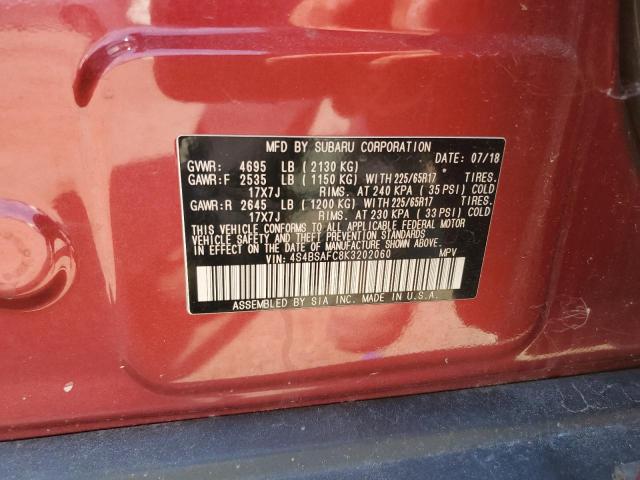 MFD BY SUBARU CORPORATION
DATE: 07/18
GVWR: 4695 LB ( 2130 KG)
GAWR:F 2535 LB ( 1150 KG) WITH 225/65R17 TIRES.
17X7J RIMS. AT 240 KPA ( 35 PSI) COLD
GAWR:R 2645 LB ( 1200 KG) WITH 225/65R17 TIRES.
17X7J RIMS. AT 230 KPA ( 33 PSI) COLD
THIS VEHICLE CONFORMS TO ALL APPLICABLE FEDERAL MOTOR
VEHICLE SAFETY AND THEFT PREVENTION STANDARDS
IN EFFECT ON THE DATE OF MANUFACTURE SHOWN ABOVE.
VIN: 4S4BSAFC8K3202060 MPV
ASSEMBLED BY SIA INC. MADE IN U.S.A.